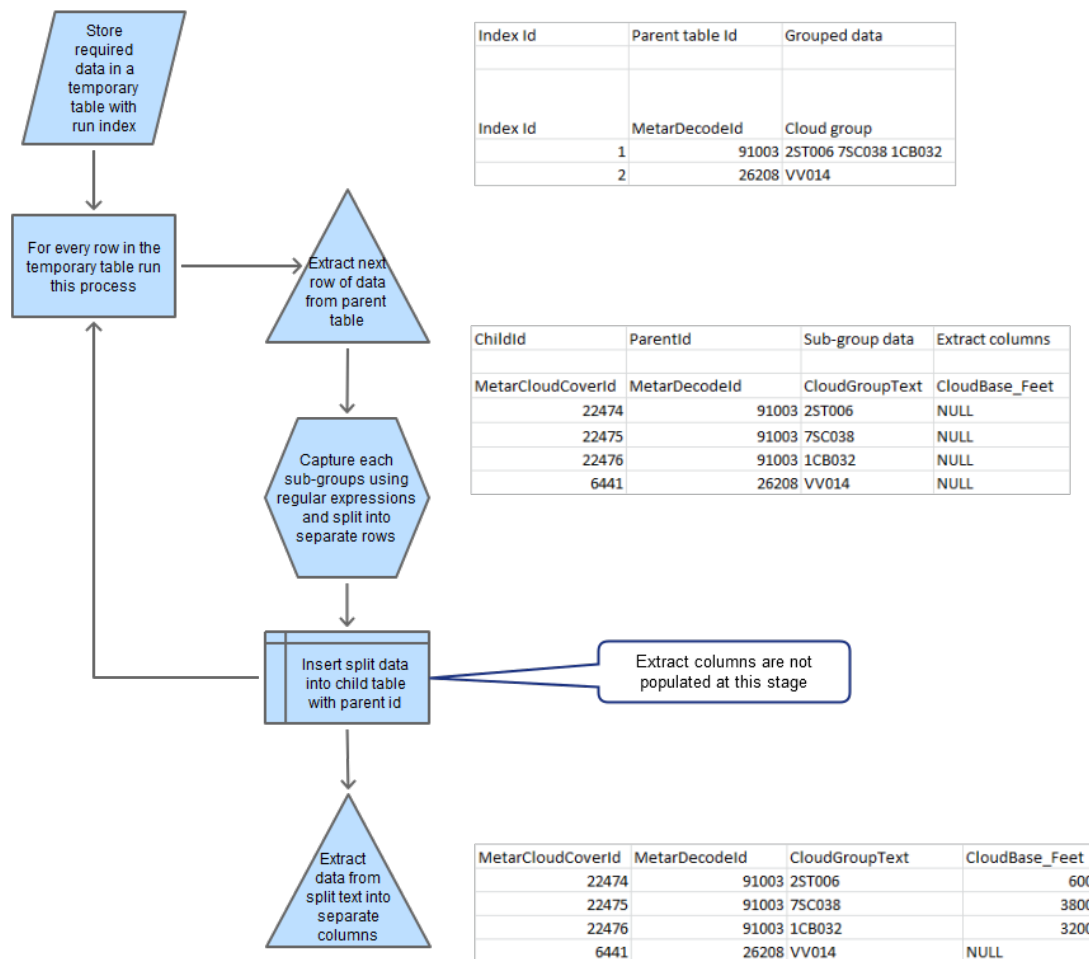 Store
required
data in a
temporary
table with
run index
Index Id Parent table Id Grouped data
Index Id MetarDecodeId Cloud group
1 91003 2ST006 7SC038 1CB032
2 26208 VV014
For every row in the
temporary table run
this process
Extract next
row of data
from parent
table
ChildId ParentId Sub-group data Extract columns
MetarCloudCoverId MetarDecodeId CloudGroupText CloudBase_Feet
22474 91003 2ST006 NULL
22475 91003 7SC038 NULL
22476 91003 1CB032 NULL
6441 26208 VV014 NULL
Capture each
sub-groups using
regular expressions
and split into
separate rows
Insert split data
into child table
with parent id
Extract columns are not
populated at this stage
Extract
data from
split text into
separate
columns
MetarCloudCoverId MetarDecodeId CloudGroupText CloudBase_Feet
22474 91003 2ST006 600
22475 91003 7SC038 3800
22476 91003 1CB032 3200
6441 26208 VV014 NULL